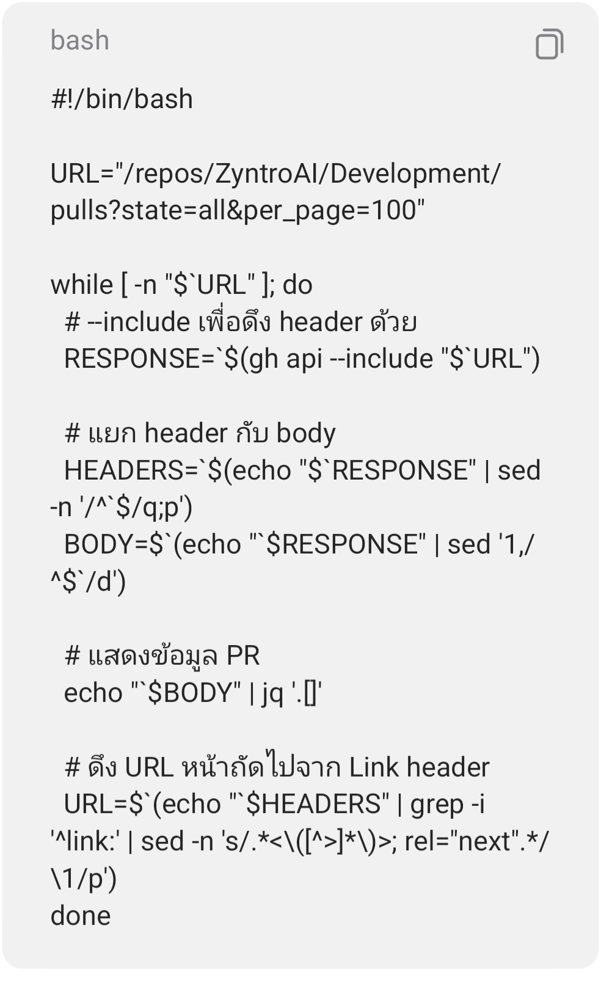 bash
#!/bin/bash
URL="/repos/ZyntroAI/Development/
pulls?state=all&per_page=100"
while [ -n "$`URL" ]; do
# --include เพื่อดึง header ด้วย
RESPONSE=`$(gh api --include "$`URL")
# แยก header กับ body
HEADERS=`$(echo "$`RESPONSE" | sed
-n '/^`$/q;p')
BODY=$`(echo "`$RESPONSE" | sed '1,/
^$`/d')
# แสดงข้อมูล PR
echo "`$BODY" | jq '.[]'
# ดึง URL หน้าถัดไปจาก Link header
URL=$`(echo "`$HEADERS" | grep -i
'^link:' | sed -n 's/.*<\([^>]*\)>; rel="next".*/
\1/p')
done